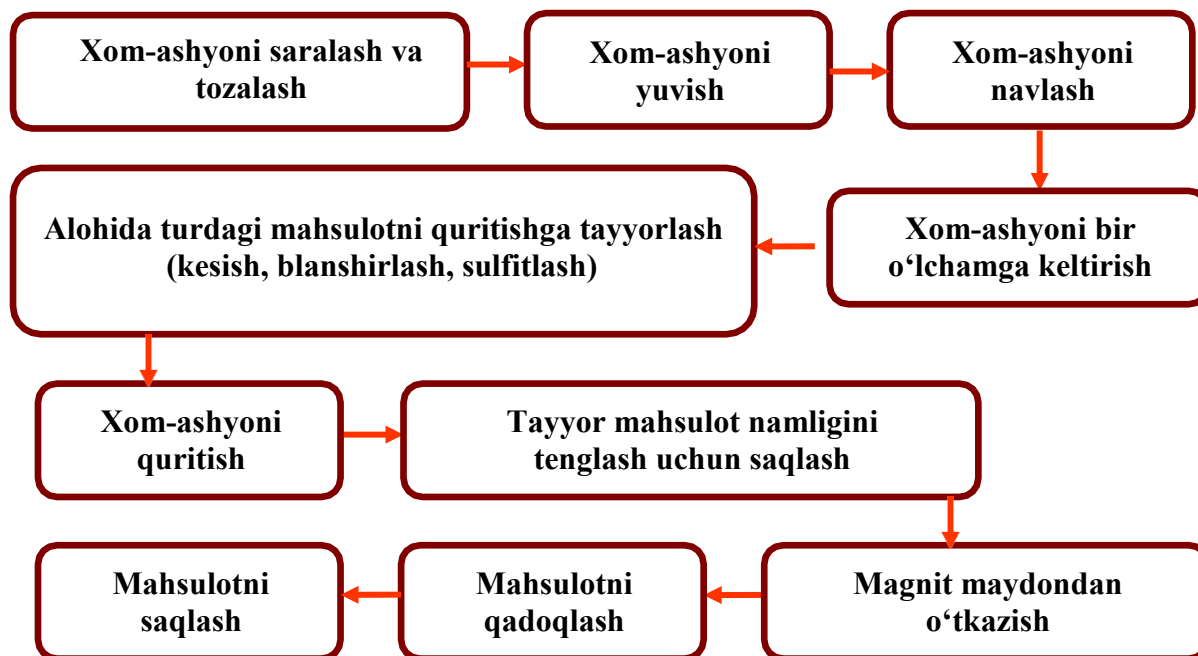 Xom-ashyoni saralash va
tozalash
Xom-ashyoni
yuvish
Xom-ashyoni
navlash
Xom-ashyoni bir
o‘lchamga keltirish
Alohida turdagi mahsulotni quritishga tayyorlash
(kesish, blanshirlash, sulfitlash)
Xom-ashyoni
quritish
Tayyor mahsulot namligini
tenglash uchun saqlash
Magnit maydondan
o‘tkazish
Mahsulotni
qadoqlash
Mahsulotni
saqlash